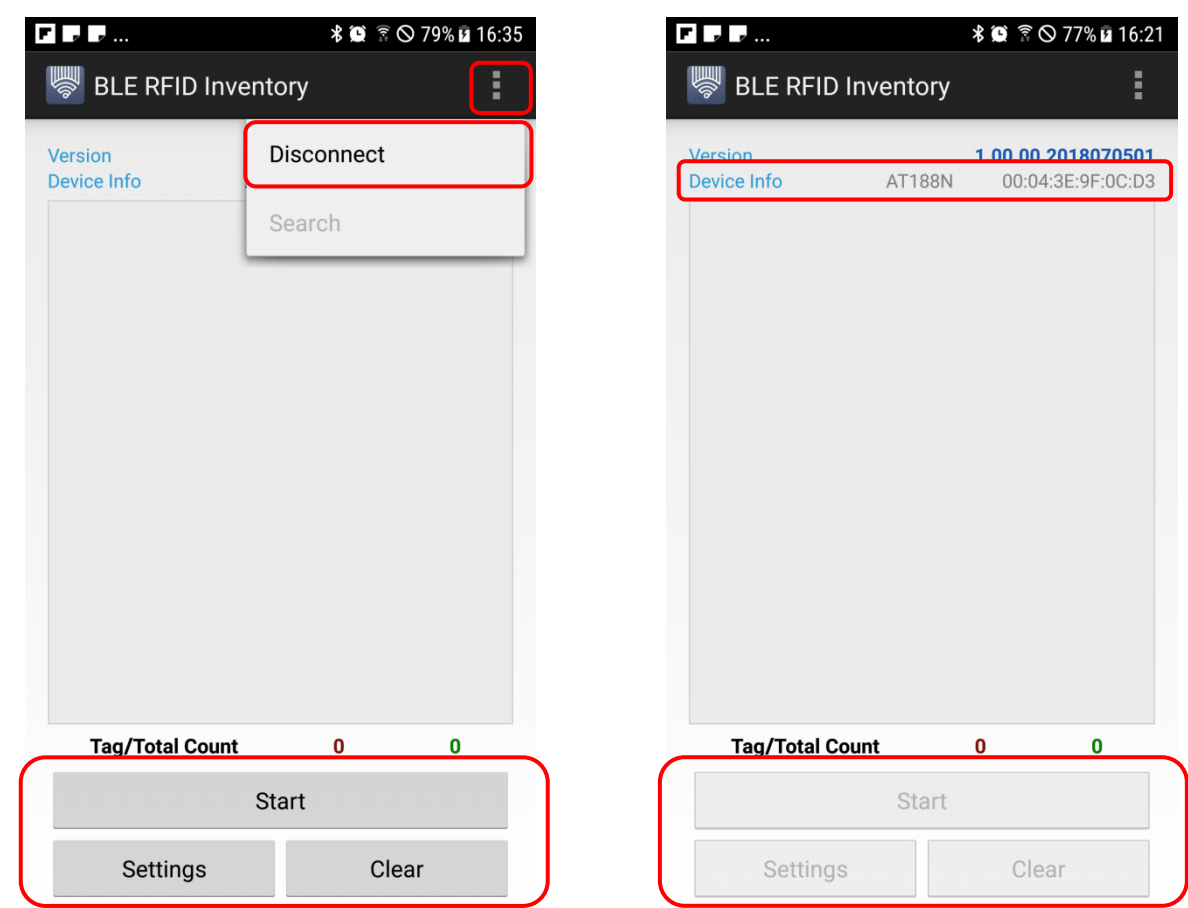 ... 79% 16:35
BLE RFID Inventory
Version
Device Info
Disconnect
Search
Tag/Total Count 0 0
Start
Settings Clear
... 77% 16:21
BLE RFID Inventory
Version 1.00.00.2018070501
Device Info AT188N 00:04:3E:9F:0C:D3
Tag/Total Count 0 0
Start
Settings Clear